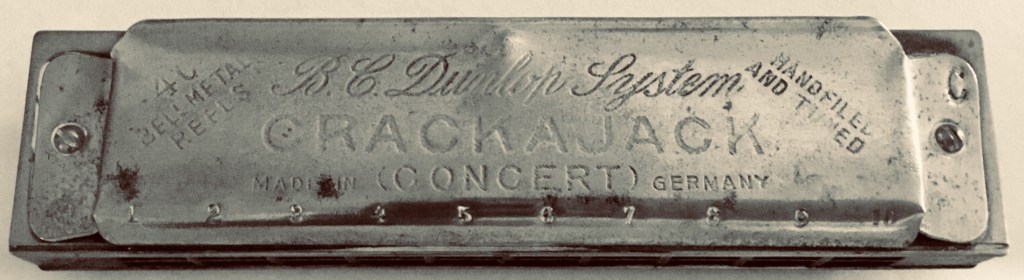 40
BELL METAL
REEDS
B. C. Dunlop System
HANDFILED
AND TUNED
C
CRACKAJACK
MADE IN (CONCERT) GERMANY
1 2 3 4 5 6 7 8 9 10